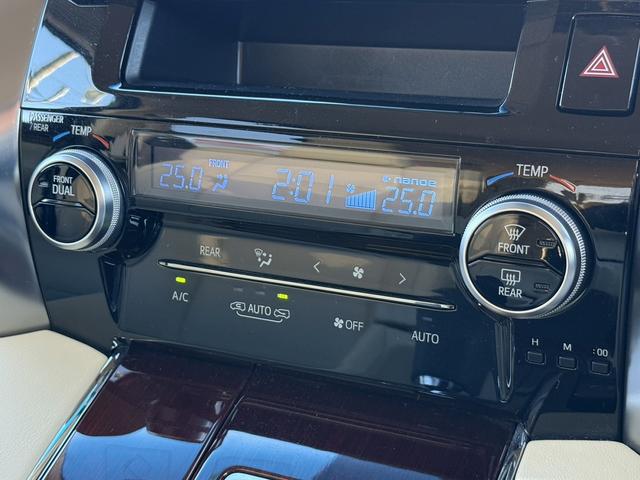 PASSENGER
/ REAR
TEMP
FRONT
DUAL
FRONT
25.0
2:01
nanoe
25.0
TEMP
FRONT
REAR
REAR
A/C
AUTO
OFF
AUTO
H
M
:00